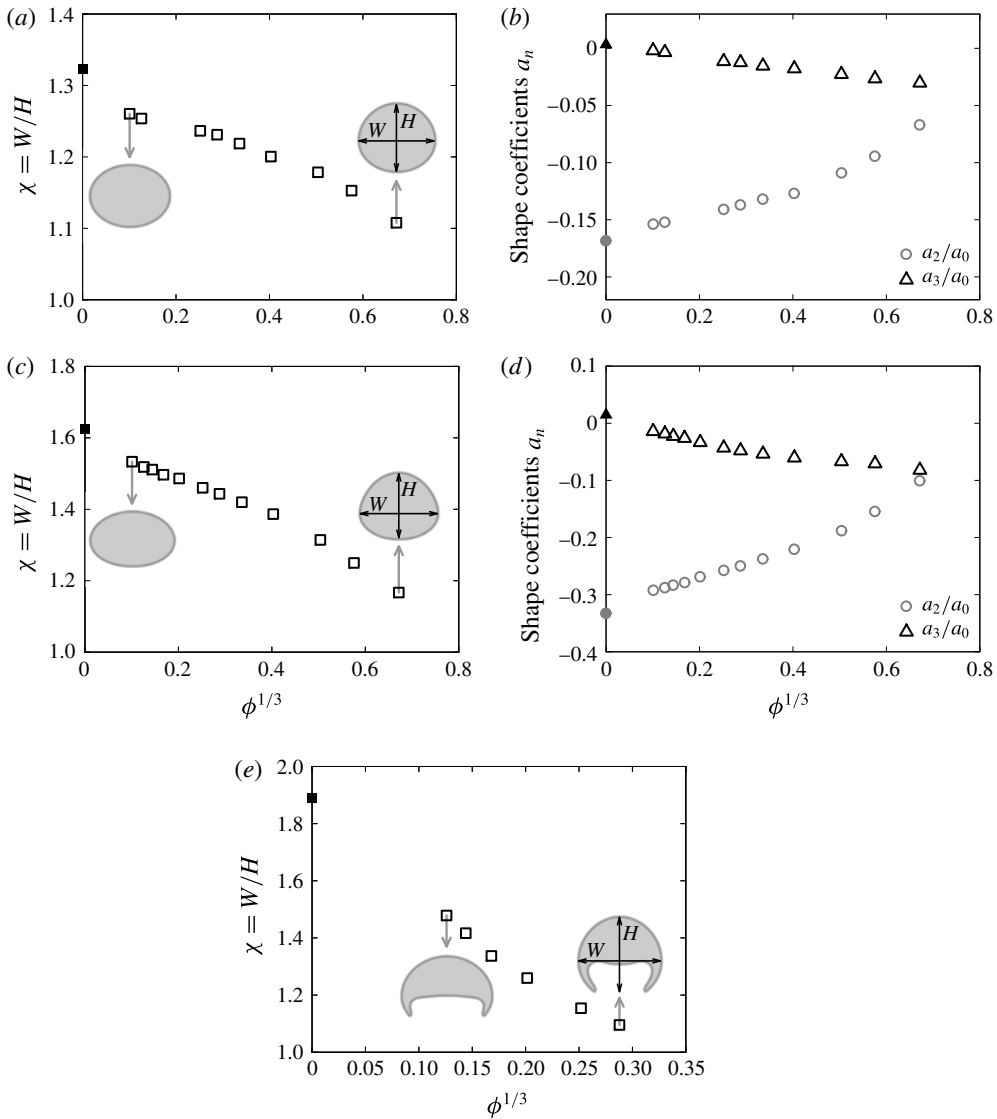 (a)
1.4
1.3
1.2
1.1
1.0
χ = W/H
W
H
0
0.2
0.4
0.6
0.8
(b)
0
−0.05
−0.10
−0.15
−0.20
Shape coefficients a_n
a_2/a_0
a_3/a_0
0
0.2
0.4
0.6
0.8
(c)
1.8
1.6
1.4
1.2
1.0
χ = W/H
W
H
0
0.2
0.4
0.6
0.8
ϕ^{1/3}
(d)
0.1
0
−0.1
−0.2
−0.3
−0.4
Shape coefficients a_n
a_2/a_0
a_3/a_0
0
0.2
0.4
0.6
0.8
ϕ^{1/3}
(e)
2.0
1.8
1.6
1.4
1.2
1.0
χ = W/H
W
H
0
0.05
0.10
0.15
0.20
0.25
0.30
0.35
ϕ^{1/3}